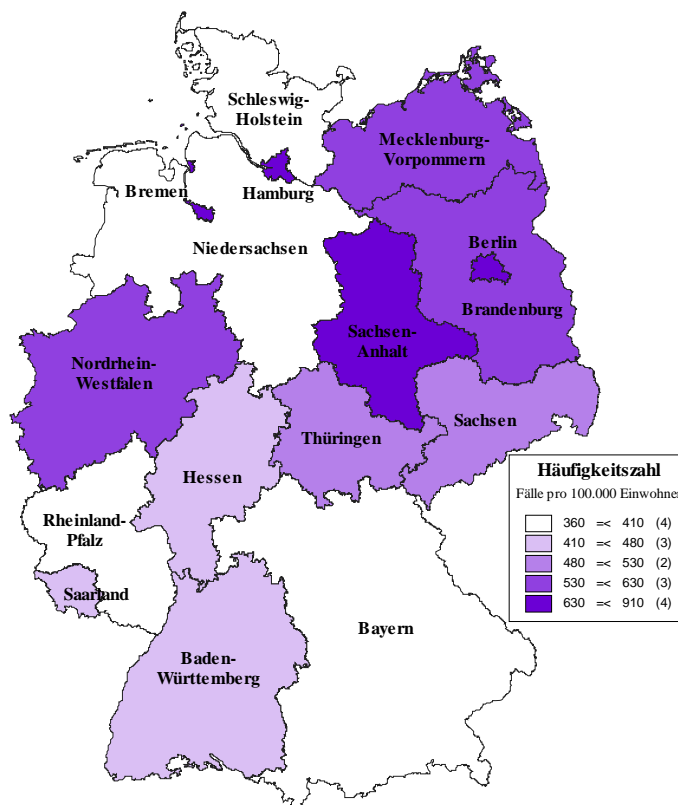 Schleswig-
Holstein
Mecklenburg-
Vorpommern
Bremen
Hamburg
Berlin
Niedersachsen
Brandenburg
Sachsen-
Anhalt
Nordrhein-
Westfalen
Sachsen
Thüringen
Hessen
Häufigkeitszahl
Fälle pro 100.000 Einwohner
360 =< 410 (4)
410 =< 480 (3)
480 =< 530 (2)
530 =< 630 (3)
630 =< 910 (4)
Rheinland-
Pfalz
Saarland
Bayern
Baden-
Württemberg